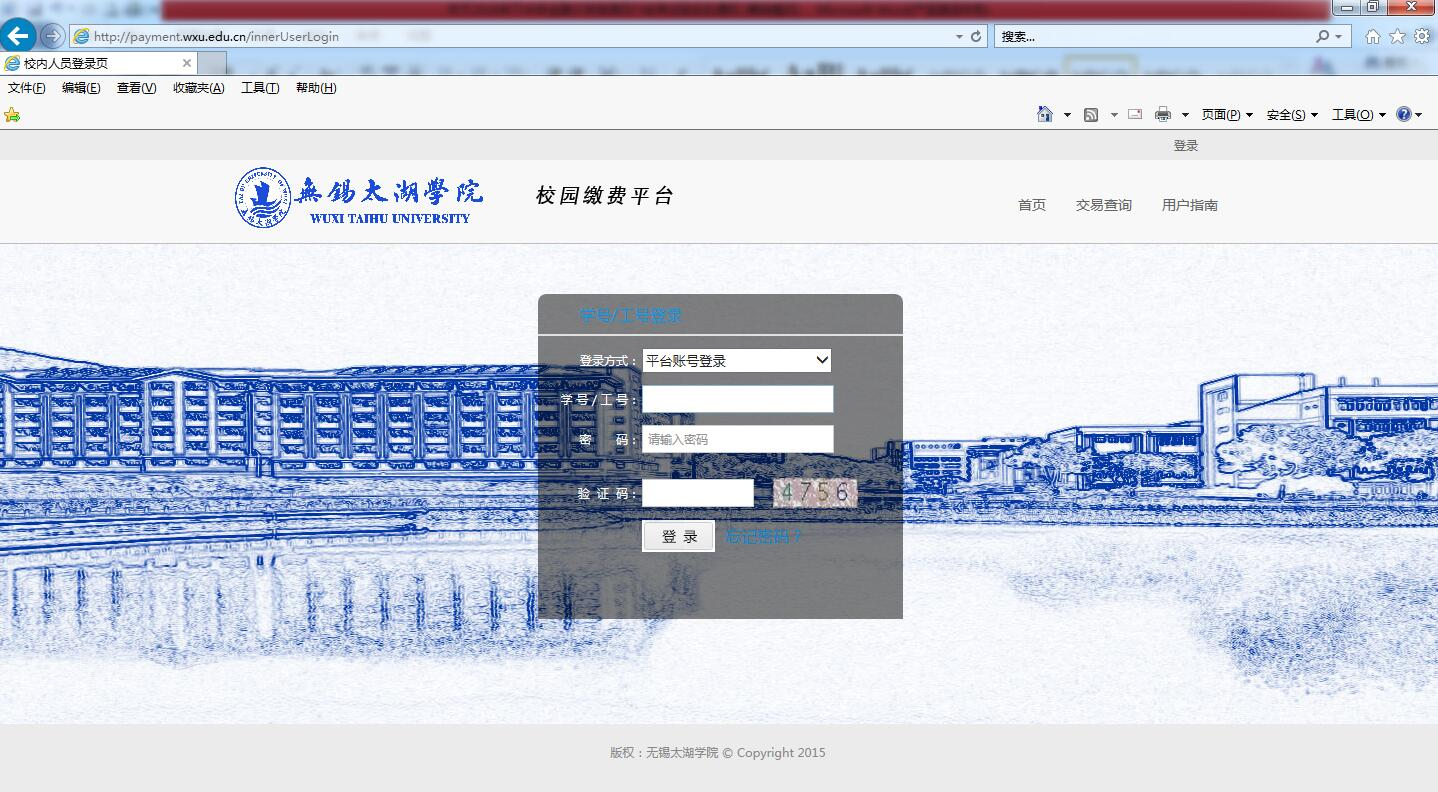 http://payment.wxu.edu.cn/innerUserLogin
搜索...
校内人员登录页
文件(F) 编辑(E) 查看(V) 收藏夹(A) 工具(T) 帮助(H)
页面(P) 安全(S) 工具(O)
登录
無錫太湖學院
WUXI TAIHU UNIVERSITY
校园缴费平台
首页 交易查询 用户指南
学号/工号登录
登录方式： 平台账号登录
学号/工号：
密 码： 请输入密码
验证码： 4756
登 录 忘记密码？
版权：无锡太湖学院 © Copyright 2015